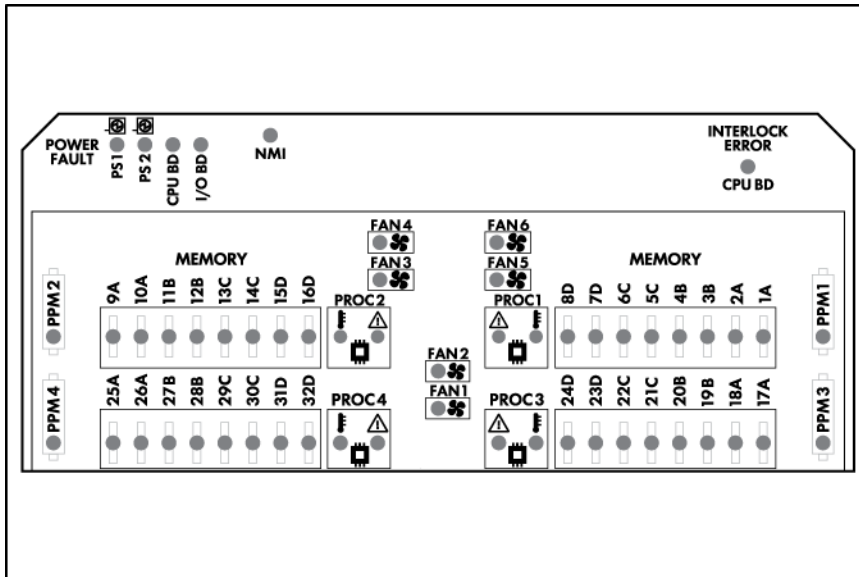 POWER FAULT
PS1
PS2
CPU BD
I/O BD
NMI
INTERLOCK
ERROR
CPU BD
FAN4
FAN6
FAN3
FAN5
MEMORY
MEMORY
PPM2
9A 10A 11B 12B 13C 14C 15D 16D
PROC2
PROC1
8D 7D 6C 5C 4B 3B 2A 1A
PPM1
FAN2
FAN1
PPM4
25A 26A 27B 28B 29C 30C 31D 32D
PROC4
PROC3
24D 23D 22C 21C 20B 19B 18A 17A
PPM3